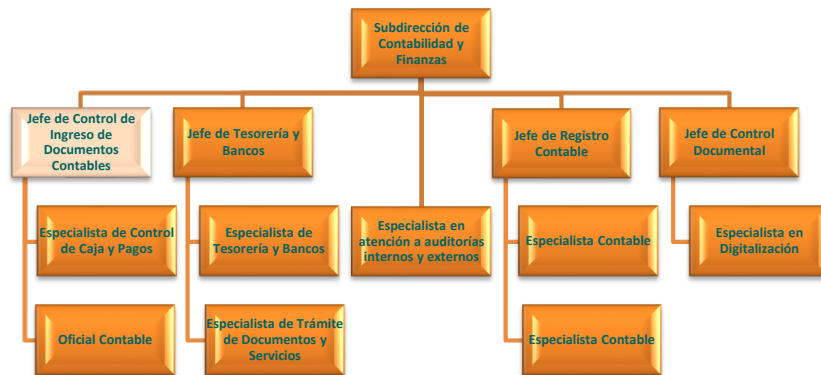 Subdirección de
Contabilidad y
Finanzas
Jefe de Control de
Ingreso de
Documentos
Contables
Jefe de Tesorería y
Bancos
Jefe de Registro
Contable
Jefe de Control
Documental
Especialista de Control
de Caja y Pagos
Especialista de
Tesorería y Bancos
Especialista en
atención a auditorías
internos y externos
Especialista Contable
Especialista en
Digitalización
Oficial Contable
Especialista de Trámite
de Documentos y
Servicios
Especialista Contable